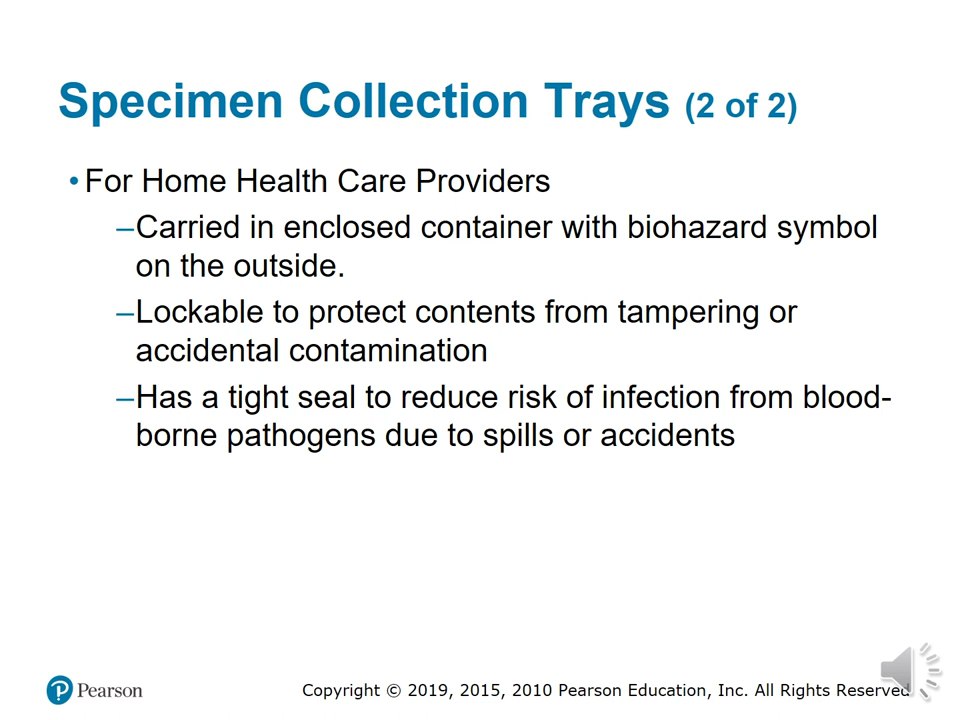 Specimen Collection Trays (2 of 2)
• For Home Health Care Providers
–Carried in enclosed container with biohazard symbol
on the outside.
–Lockable to protect contents from tampering or
accidental contamination
–Has a tight seal to reduce risk of infection from blood-
borne pathogens due to spills or accidents
P Pearson
Copyright © 2019, 2015, 2010 Pearson Education, Inc. All Rights Reserved